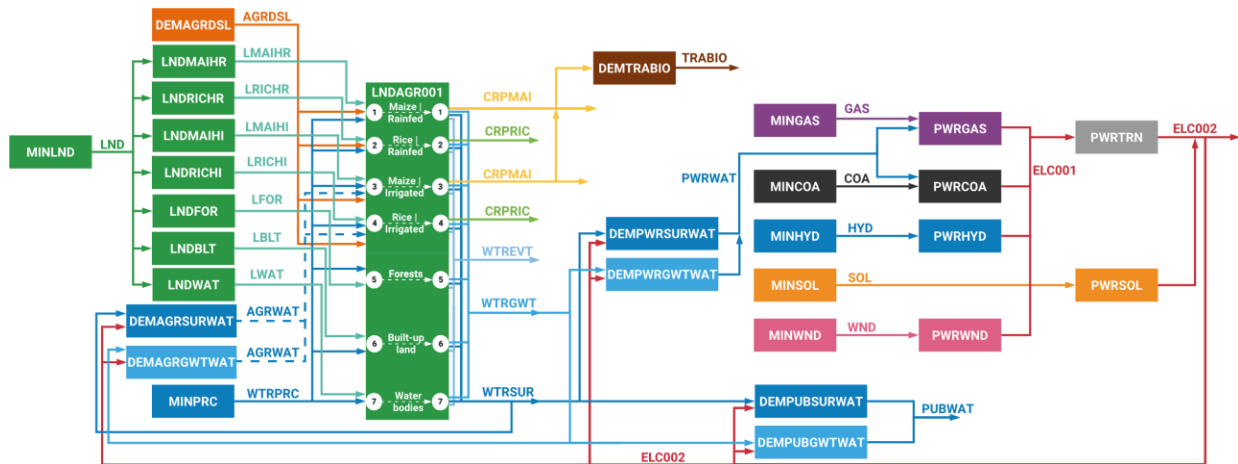 DEMAGRDSL
AGRDSL
LNDMAIHR
LMAIHR
LNDRICHR
LRICHR
LNDMAIHI
LMAIHI
LNDRICHI
LRICHI
LNDFOR
LFOR
LNDBLT
LBLT
LNDWAT
LWAT
MINLND
LND
DEMAGRSURWAT
AGRWAT
DEMAGRGWTWAT
AGRWAT
MINPRC
WTRPRC
LNDAGR001
1 Maize | 1
Rainfed
2 Rice | 2
Rainfed
3 Maize | 3
Irrigated
4 Rice | 4
Irrigated
5 Forests 5
6 Built-up 6
land
7 Water 7
bodies
CRPMAI
CRPRIC
CRPMAI
CRPRIC
WTREVT
WTRGWT
WTRSUR
DEMTRABIO
TRABIO
DEMPWRSURWAT
DEMPWRGWTWAT
PWRWAT
MINGAS
GAS
PWRGAS
MINCOA
COA
PWRCOA
MINHYD
HYD
PWRHYD
MINSOL
SOL
PWRSOL
MINWND
WND
PWRWND
ELC001
PWRTRN
ELC002
DEMPUBSURWAT
DEMPUBGWTWAT
PUBWAT
ELC002